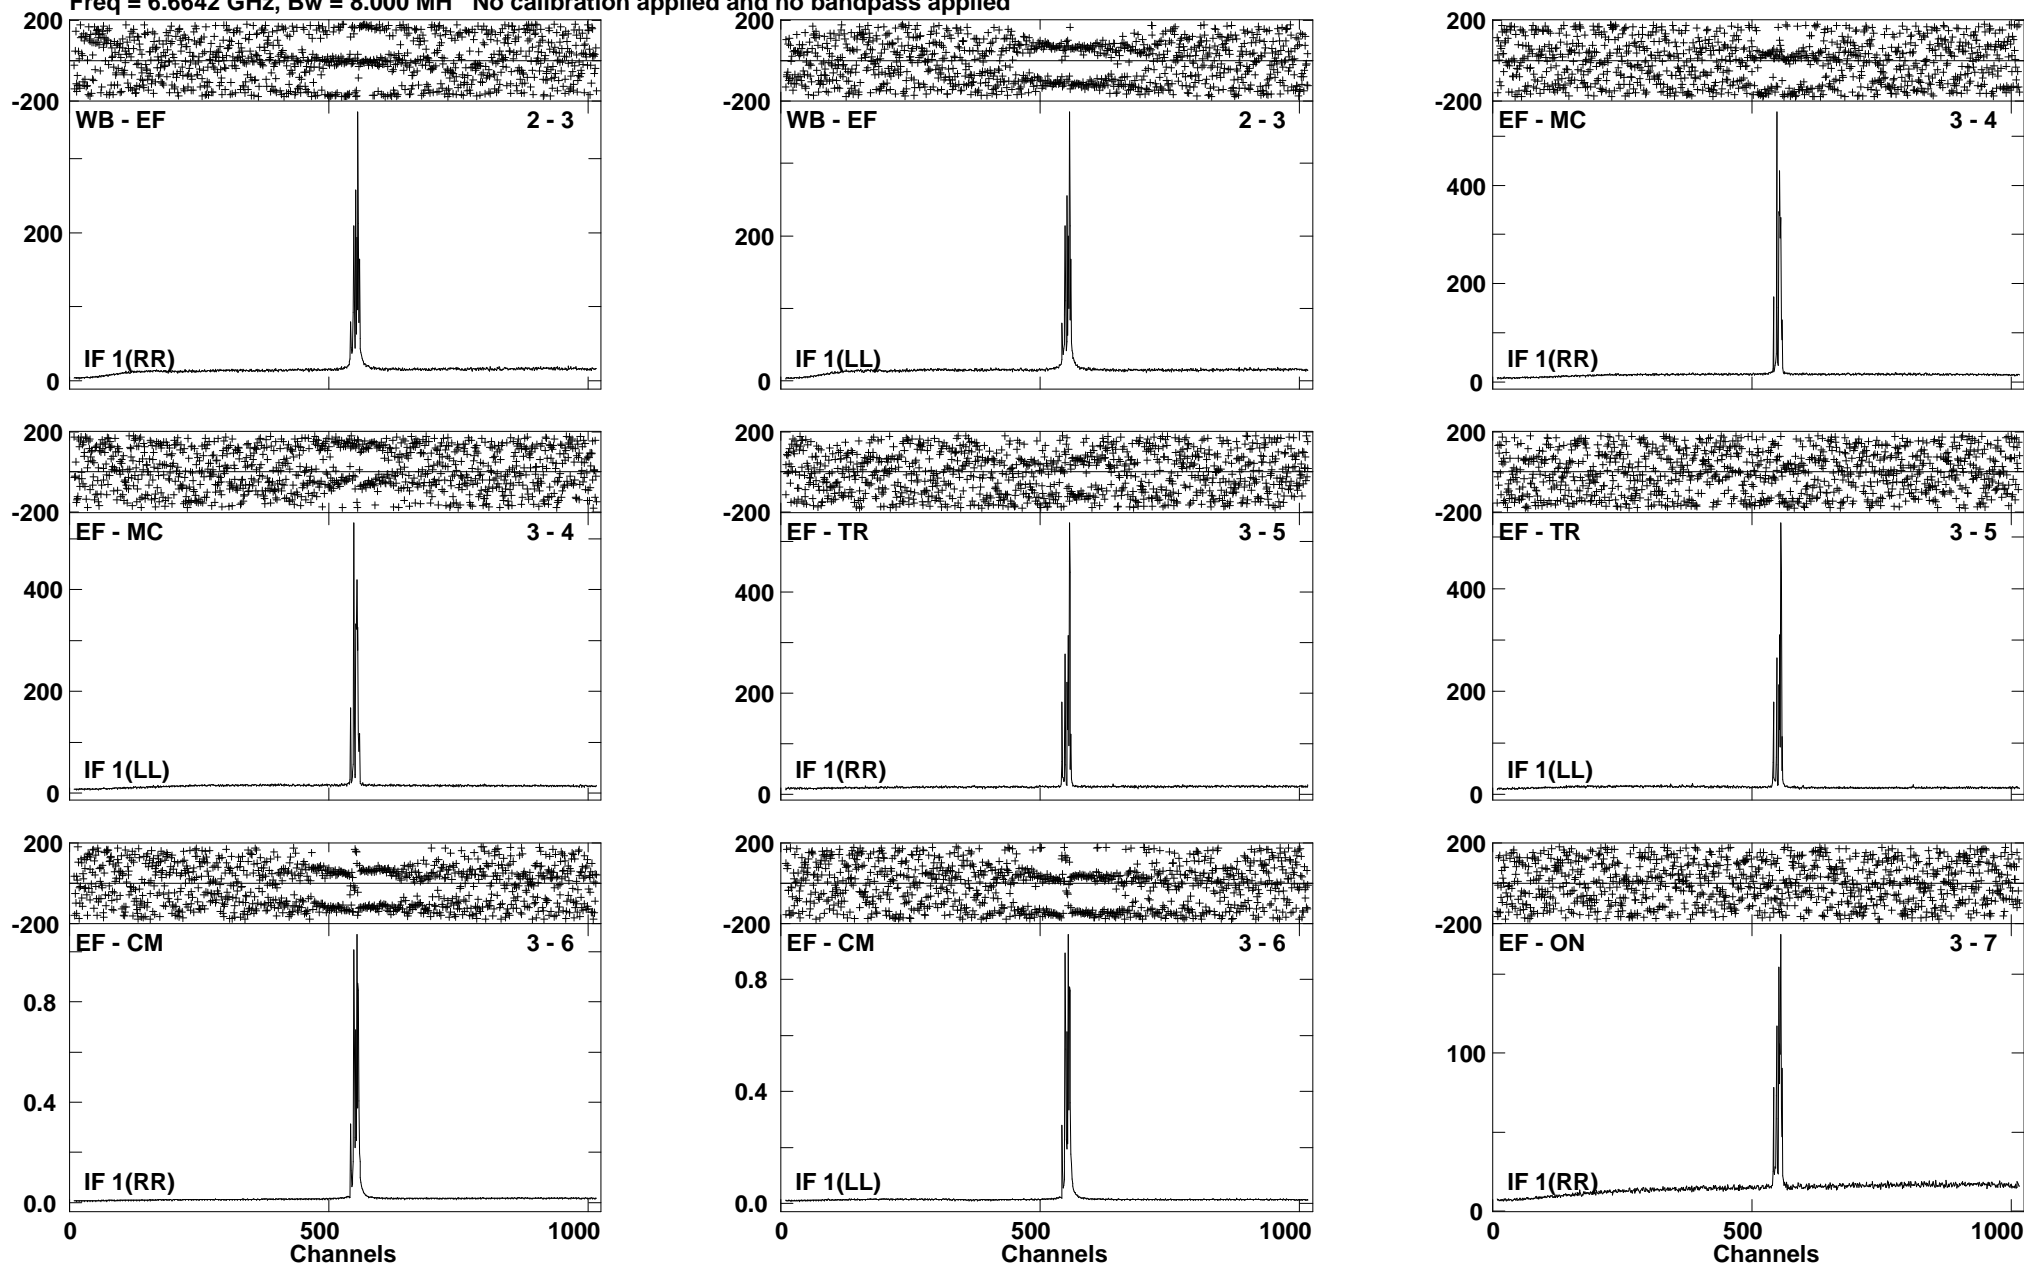 Freq = 6.6642 GHz, Bw = 8.000 MH No calibration applied and no bandpass applied
200 200 200
-200 -200 -200
WB - EF 2 - 3 WB - EF 2 - 3 EF - MC 3 - 4
400
200 200
200
IF 1(RR) IF 1(LL) IF 1(RR)
0 0 0
200 200 200
-200 -200 -200
EF - MC 3 - 4 EF - TR 3 - 5 EF - TR 3 - 5
400 400 400
200 200 200
IF 1(LL) IF 1(RR) IF 1(LL)
0 0 0
200 200 200
-200 -200 -200
EF - CM 3 - 6 EF - CM 3 - 6 EF - ON 3 - 7
0.8 0.8
100
0.4 0.4
IF 1(RR) IF 1(LL) IF 1(RR)
0.0 0.0 0
0 500 1000 0 500 1000 0 500 1000
Channels Channels Channels